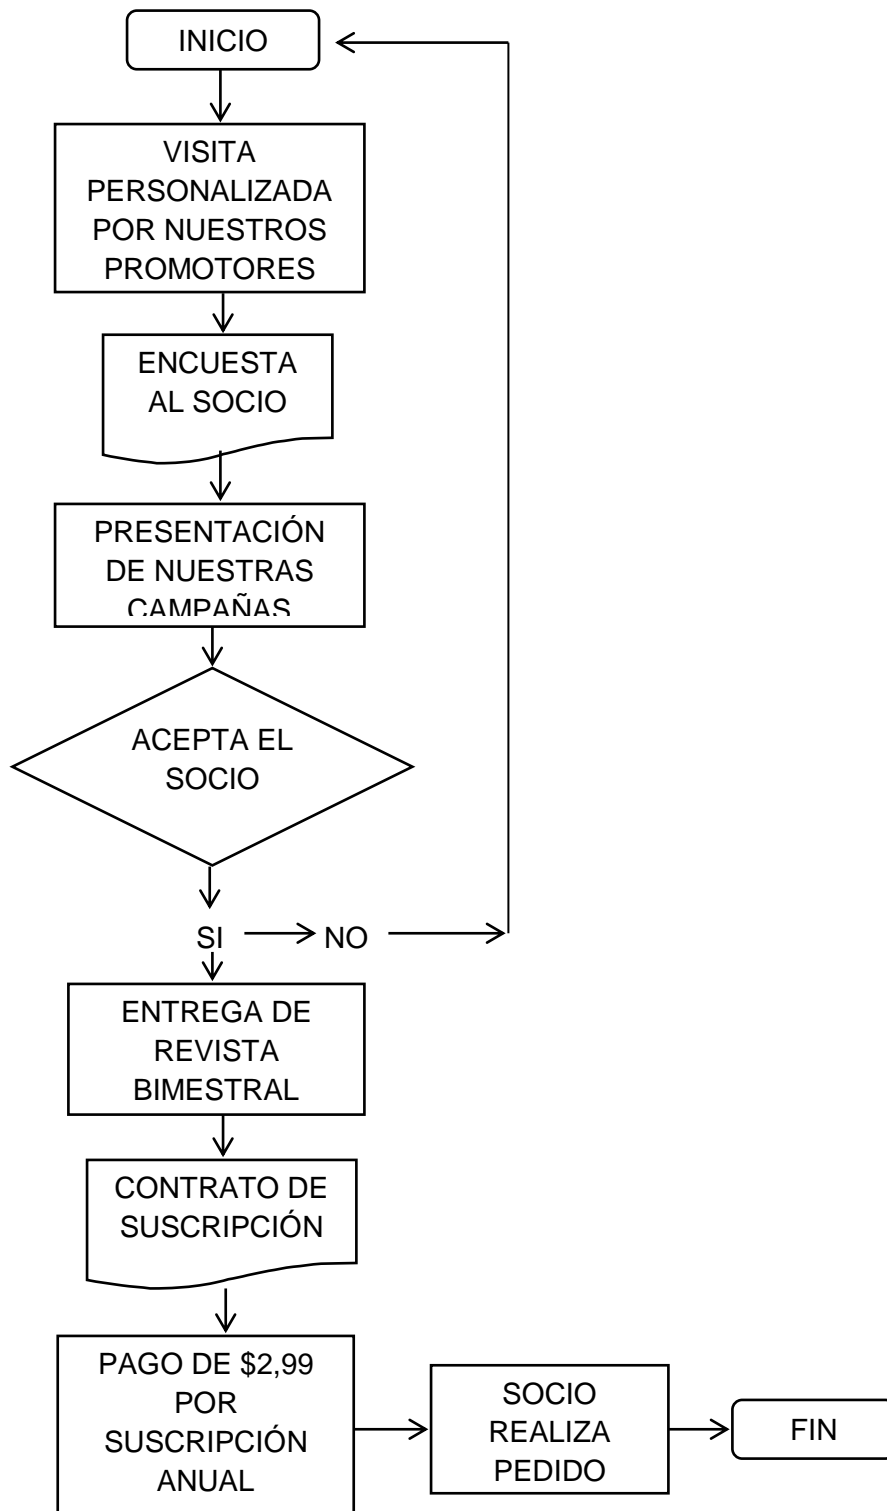 INICIO
VISITA
PERSONALIZADA
POR NUESTROS
PROMOTORES
ENCUESTA
AL SOCIO
PRESENTACIÓN
DE NUESTRAS
CAMPAÑAS
ACEPTA EL
SOCIO
SI
NO
ENTREGA DE
REVISTA
BIMESTRAL
CONTRATO DE
SUSCRIPCIÓN
PAGO DE $2,99
POR
SUSCRIPCIÓN
ANUAL
SOCIO
REALIZA
PEDIDO
FIN